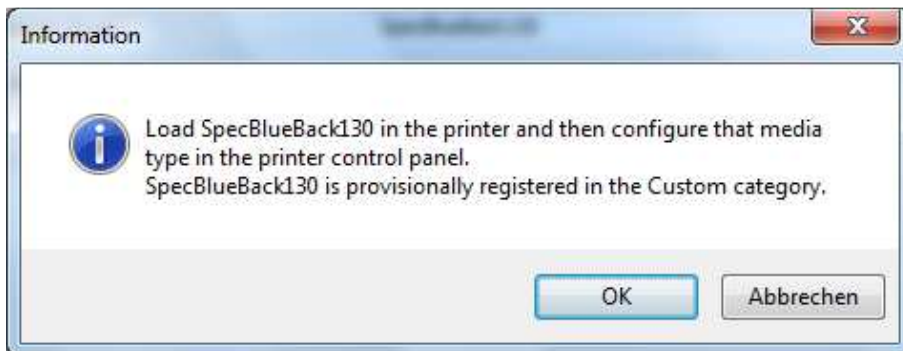 Information
Load SpecBlueBack130 in the printer and then configure that media
type in the printer control panel.
SpecBlueBack130 is provisionally registered in the Custom category.
OK
Abbrechen